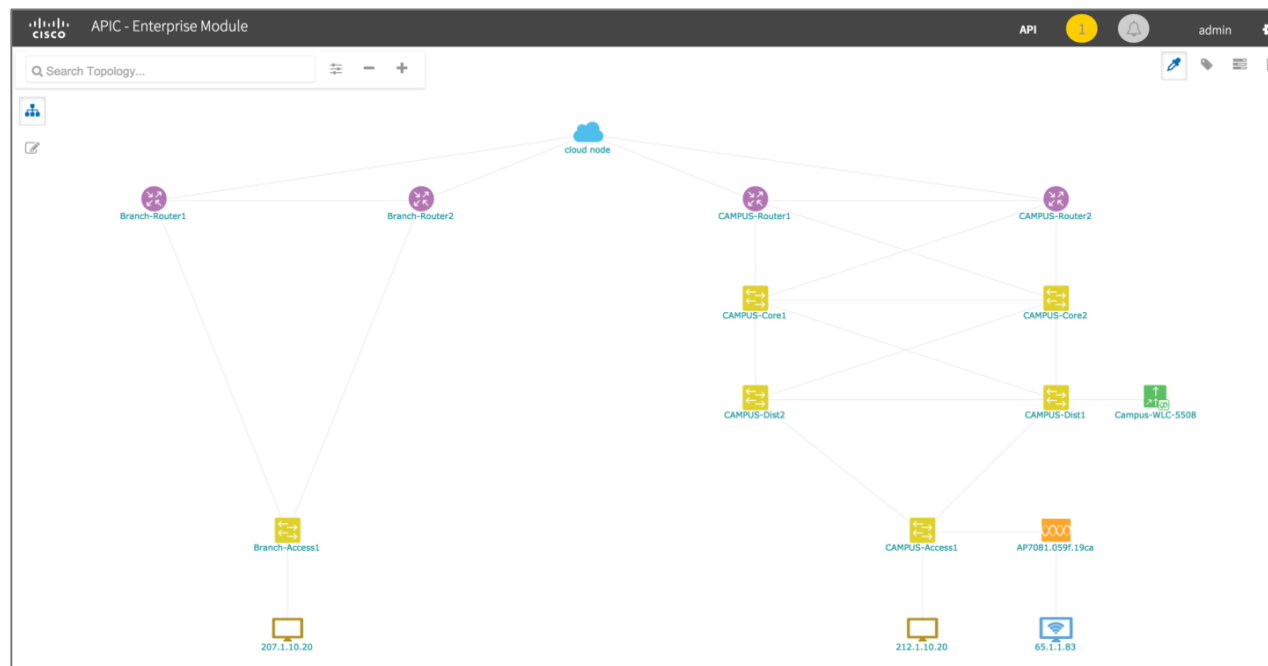 CISCO
APIC - Enterprise Module
API
1
admin
Search Topology...
cloud node
Branch-Router1
Branch-Router2
CAMPUS-Router1
CAMPUS-Router2
CAMPUS-Core1
CAMPUS-Core2
CAMPUS-Dist2
CAMPUS-Dist1
Campus-WLC-5508
Branch-Access1
CAMPUS-Access1
AP7081.059f.19ca
207.1.10.20
212.1.10.20
65.1.1.83